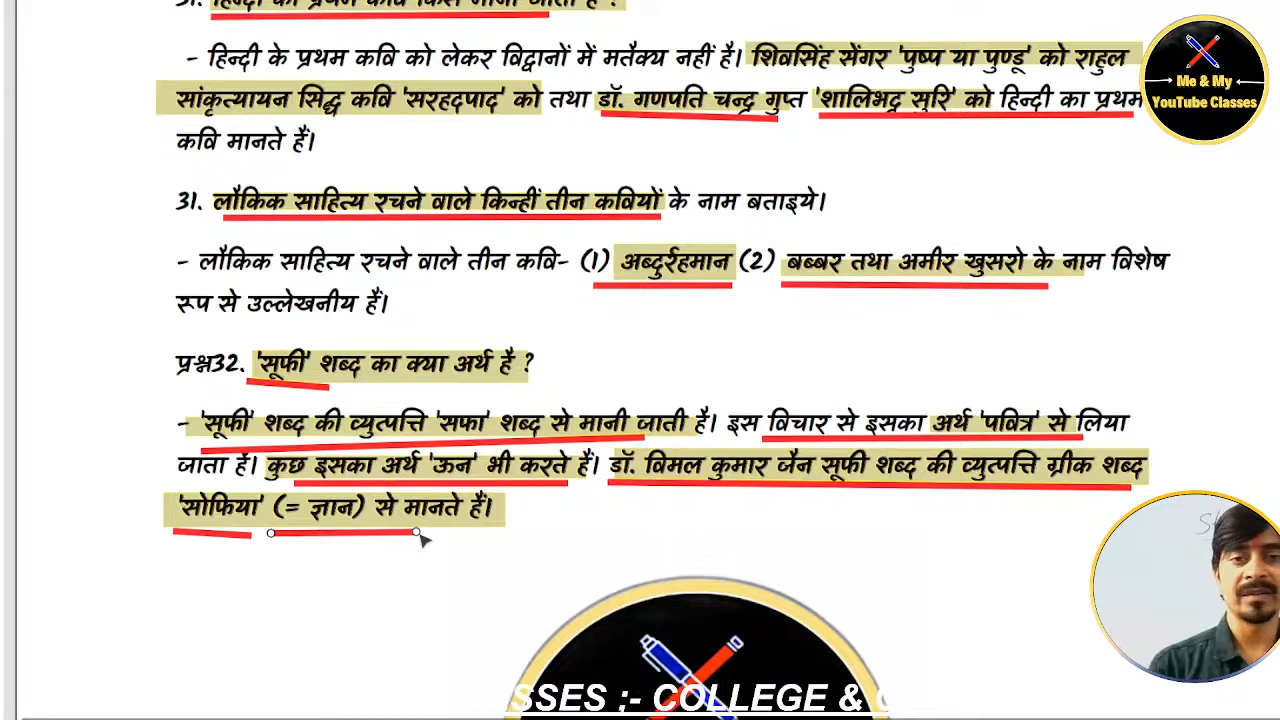 31. हिन्दी का प्रथम कवि किसे माना जाता है ?
- हिन्दी के प्रथम कवि को लेकर विद्वानों में मतैक्य नहीं है। शिवसिंह सेंगर 'पुष्प या पुण्डू' को राहुल
सांकृत्यायन सिद्ध कवि 'सरहदपाद' को तथा डॉ. गणपति चन्द्र गुप्त 'शालिभद्र सुरि' को हिन्दी का प्रथम
कवि मानते हैं।
Me & My
YouTube Classes
31. लौकिक साहित्य रचने वाले किन्हीं तीन कवियों के नाम बताइये।
- लौकिक साहित्य रचने वाले तीन कवि- (1) अब्दुर्रहमान (2) बब्बर तथा अमीर खुसरो के नाम विशेष
रूप से उल्लेखनीय हैं।
प्रश्न32. 'सूफी' शब्द का क्या अर्थ है ?
- 'सूफी' शब्द की व्युत्पत्ति 'सफा' शब्द से मानी जाती है। इस विचार से इसका अर्थ 'पवित्र' से लिया
जाता हैं। कुछ इसका अर्थ 'ऊन' भी करते हैं। डॉ. विमल कुमार जैन सूफी शब्द की व्युत्पत्ति ग्रीक शब्द
'सोफिया' (= ज्ञान) से मानते हैं।
SSES ;- COLLEGE & C